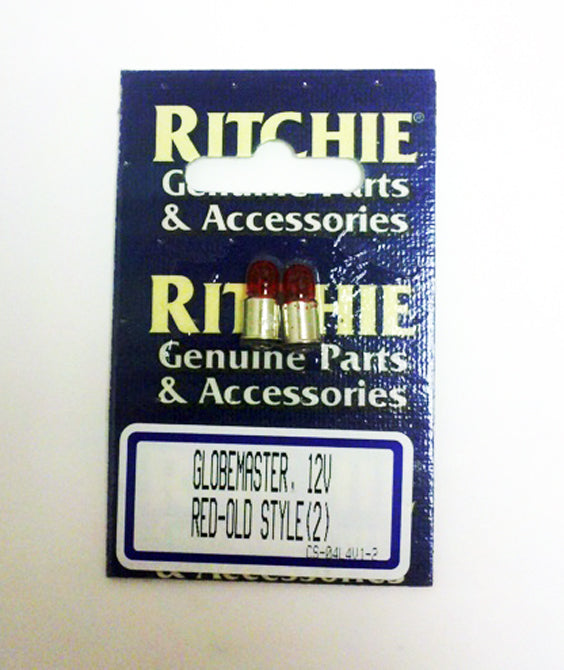 RITCHIE®
Genuine Parts
& Accessories
RITCHIE
Genuine Parts
& Accessories
GLOBEMASTER. 12V
RED-OLD STYLE(2)
& Accessories